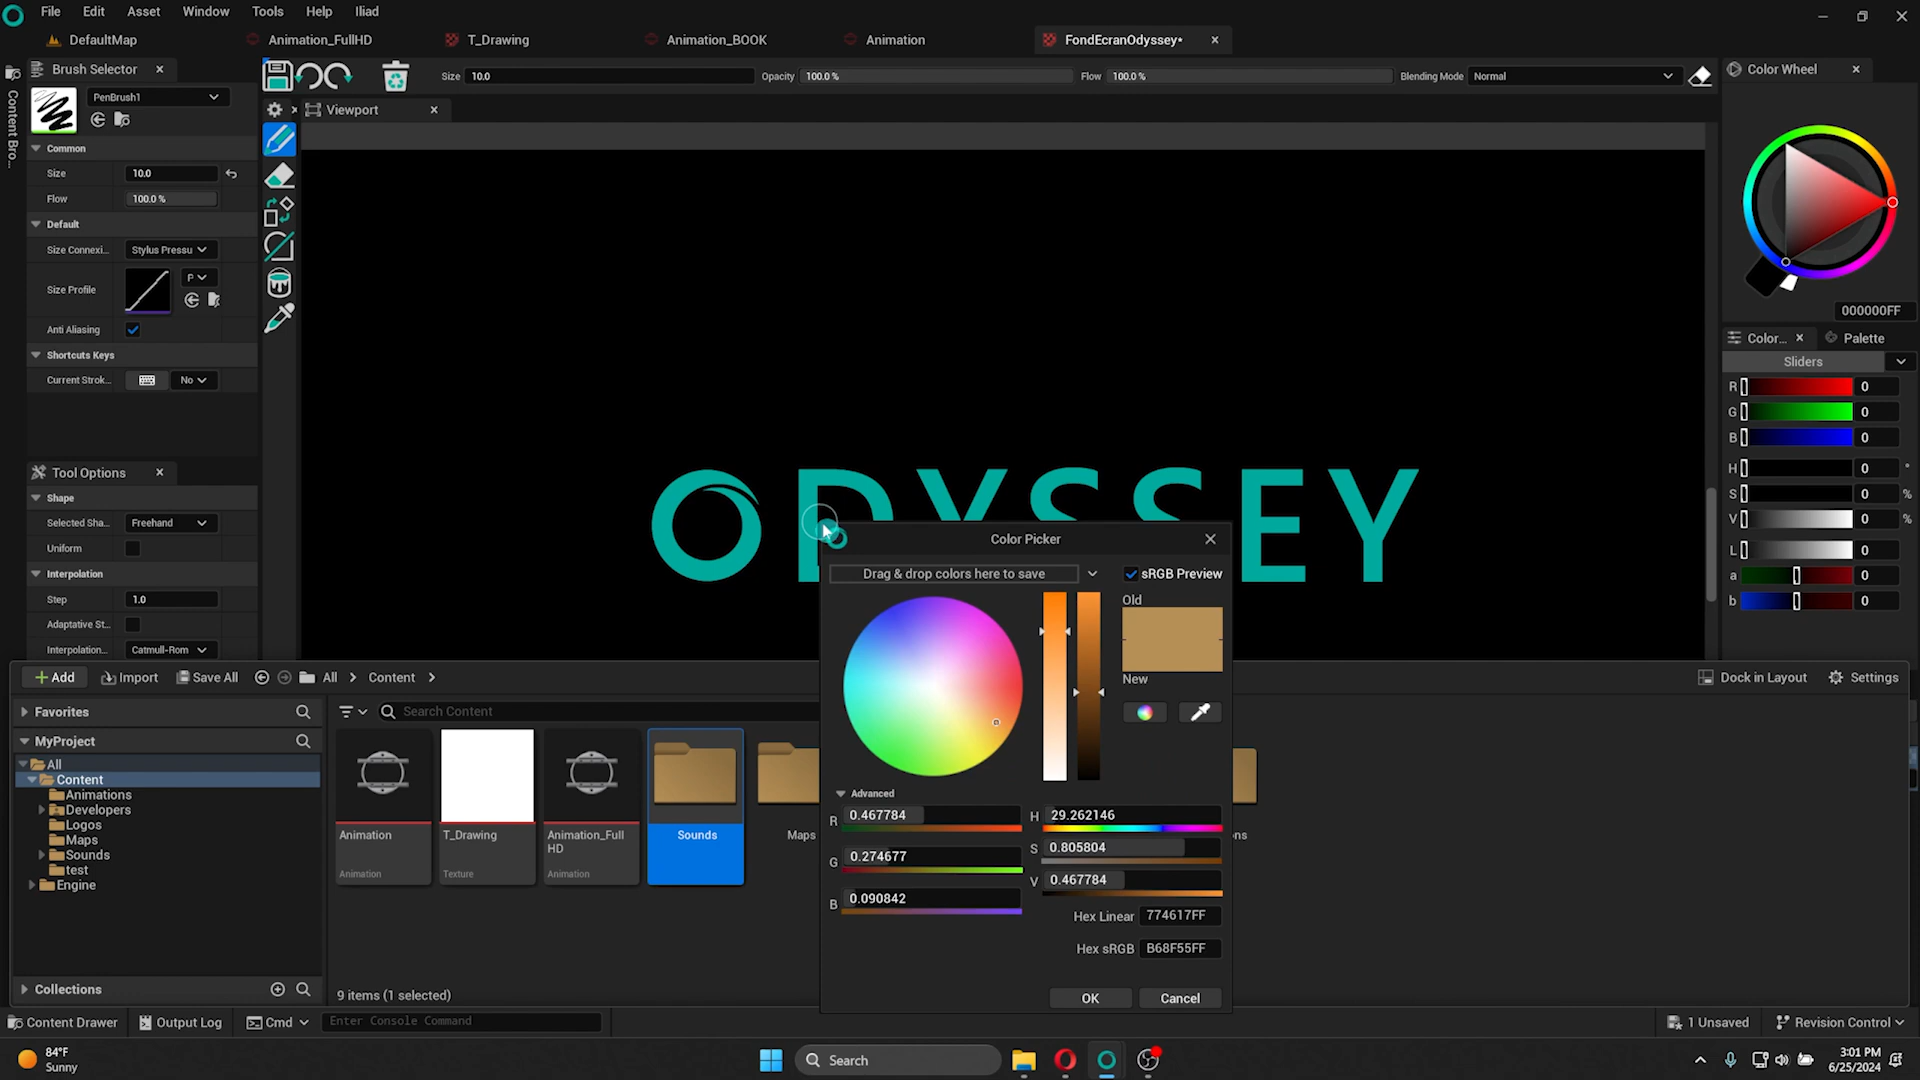 File Edit Asset Window Tools Help Iliad
DefaultMap Animation_FullHD T_Drawing Animation_BOOK Animation FondEcranOdyssey*
Content Bro...
Brush Selector
Size 10.0 Opacity 100.0 % Flow 100.0 % Blending Mode Normal
Color Wheel
PenBrush1
Viewport
Common
Size 10.0
Flow 100.0 %
Default
Size Connexi... Stylus Pressu
Size Profile P
Anti Aliasing
Shortcuts Keys
Current Strok... No
Tool Options
Shape
Selected Sha... Freehand
Uniform
Interpolation
Step 1.0
Adaptative St...
Interpolation... Catmull-Rom
ODYSSEY
000000FF
Color... Palette
Sliders
R 0
G 0
B 0
H 0 °
S 0 %
V 0 %
L 0
a 0
b 0
Color Picker
Drag & drop colors here to save
sRGB Preview
Old
New
Advanced
R 0.467784
G 0.274677
B 0.090842
H 29.262146
S 0.805804
V 0.467784
Hex Linear 774617FF
Hex sRGB B68F55FF
OK Cancel
Add Import Save All All Content
Dock in Layout Settings
Favorites
Search Content
MyProject
All
Content
Animations
Developers
Logos
Maps
Sounds
test
Engine
Collections
Animation
Animation
T_Drawing
Texture
Animation_Full
HD
Animation
Sounds
Maps
ns
9 items (1 selected)
Content Drawer Output Log Cmd Enter Console Command
1 Unsaved Revision Control
84°F
Sunny
Search
3:01 PM
6/25/2024